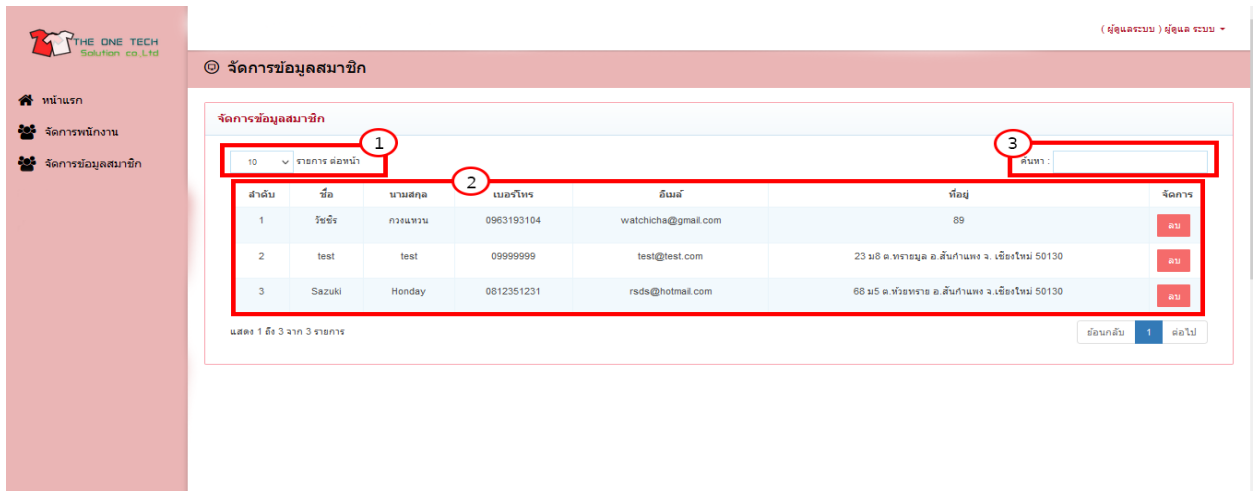 THE ONE TECH
Solution co.,Ltd
( ผู้ดูแลระบบ ) ผู้ดูแล ระบบ
จัดการข้อมูลสมาชิก
หน้าแรก
จัดการพนักงาน
จัดการข้อมูลสมาชิก
จัดการข้อมูลสมาชิก
1
3
10 รายการ ต่อหน้า
ค้นหา :
2
ลำดับ ชื่อ นามสกุล เบอร์โทร อีเมล์ ที่อยู่ จัดการ
1 วัชชิร กวงแหวน 0963193104 watchicha@gmail.com 89 ลบ
2 test test 09999999 test@test.com 23 ม8 ต.ทรายมูล อ.สันกำแพง จ. เชียงใหม่ 50130 ลบ
3 Sazuki Honday 0812351231 rsds@hotmail.com 68 ม5 ต.ห้วยทราย อ.สันกำแพง จ.เชียงใหม่ 50130 ลบ
แสดง 1 ถึง 3 จาก 3 รายการ
ย้อนกลับ 1 ต่อไป